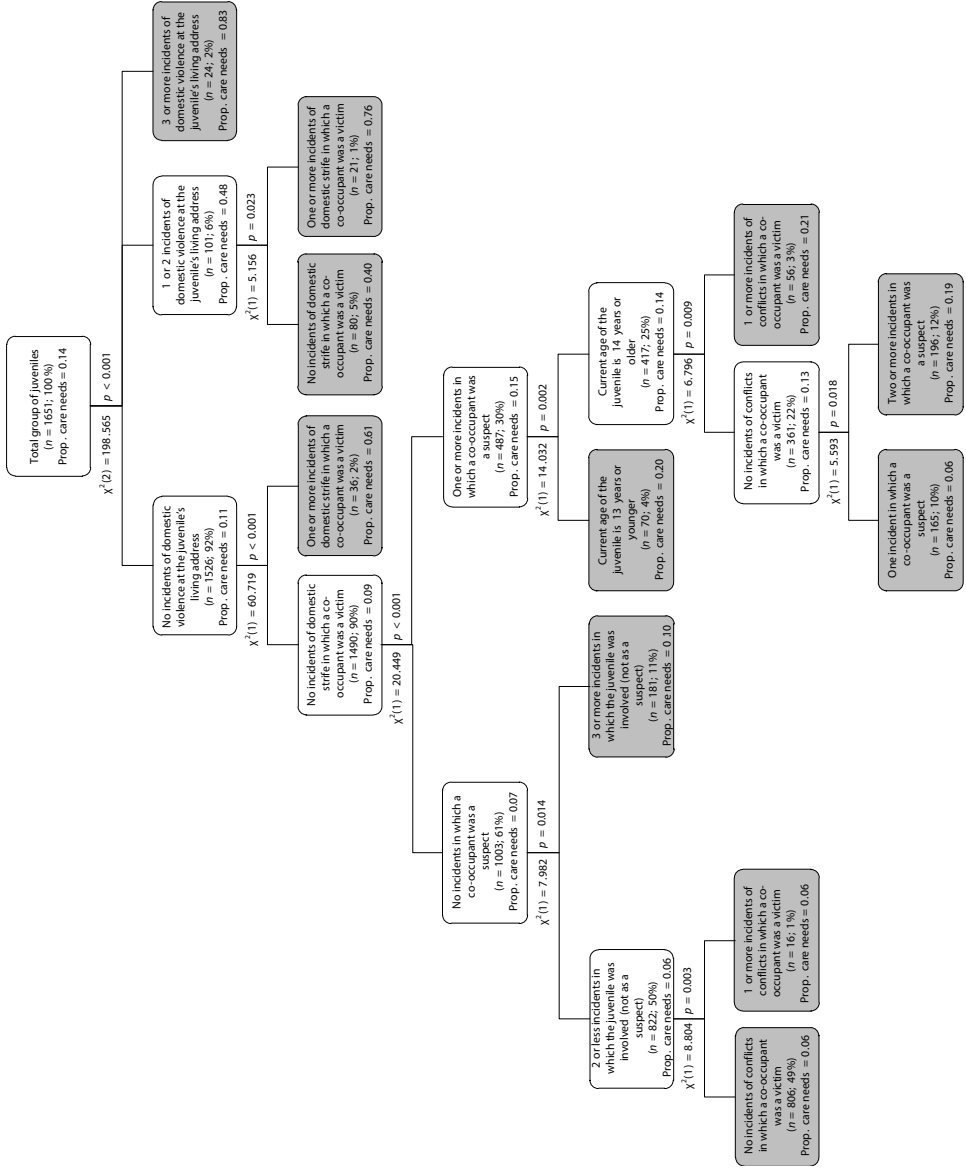 Total group of juveniles
(n = 1651; 100 %)
Prop. care needs = 0.14
χ²(2) = 198.565 p < 0.001
No incidents of domestic
violence at the juvenile's
living address
(n = 1526; 92%)
Prop. care needs = 0.11
1 or 2 incidents of
domestic violence at the
juvenile's living address
(n = 101; 6%)
Prop. care needs = 0.48
3 or more incidents of
domestic violence at the
juvenile's living address
(n = 24; 2%)
Prop. care needs = 0.83
χ²(1) = 60.719 p < 0.001
χ²(1) = 5.156 p = 0.023
No incidents of domestic
strife in which a co-
occupant was a victim
(n = 1490; 90%)
Prop. care needs = 0.09
One or more incidents of
domestic strife in which a
co-occupant was a victim
(n = 36; 2%)
Prop. care needs = 0.61
No incidents of domestic
strife in which a co-
occupant was a victim
(n = 80; 5%)
Prop. care needs = 0.40
One or more incidents of
domestic strife in which a
co-occupant was a victim
(n = 21; 1%)
Prop. care needs = 0.76
χ²(1) = 20.449 p < 0.001
No incidents in which a
co-occupant was a
suspect
(n = 1003; 61%)
Prop. care needs = 0.07
One or more incidents in
which a co-occupant was
a suspect
(n = 487; 30%)
Prop. care needs = 0.15
χ²(1) = 7.982 p = 0.014
χ²(1) = 14.032 p = 0.002
2 or less incidents in
which the juvenile was
involved (not as a
suspect)
(n = 822; 50%)
Prop. care needs = 0.06
3 or more incidents in
which the juvenile was
involved (not as a
suspect)
(n = 181; 11%)
Prop. care needs = 0.10
Current age of the
juvenile is 13 years or
younger
(n = 70; 4%)
Prop. care needs = 0.20
Current age of the
juvenile is 14 years or
older
(n = 417; 25%)
Prop. care needs = 0.14
χ²(1) = 8.804 p = 0.003
χ²(1) = 6.796 p = 0.009
No incidents of conflicts
in which a co-occupant
was a victim
(n = 806; 49%)
Prop. care needs = 0.06
1 or more incidents of
conflicts in which a co-
occupant was a victim
(n = 16; 1%)
Prop. care needs = 0.06
No incidents of conflicts
in which a co-occupant
was a victim
(n = 361; 22%)
Prop. care needs = 0.13
1 or more incidents of
conflicts in which a co-
occupant was a victim
(n = 56; 3%)
Prop. care needs = 0.21
χ²(1) = 5.593 p = 0.018
One incident in which a
co-occupant was a
suspect
(n = 165; 10%)
Prop. care needs = 0.06
Two or more incidents in
which a co-occupant was
a suspect
(n = 196; 12%)
Prop. care needs = 0.19